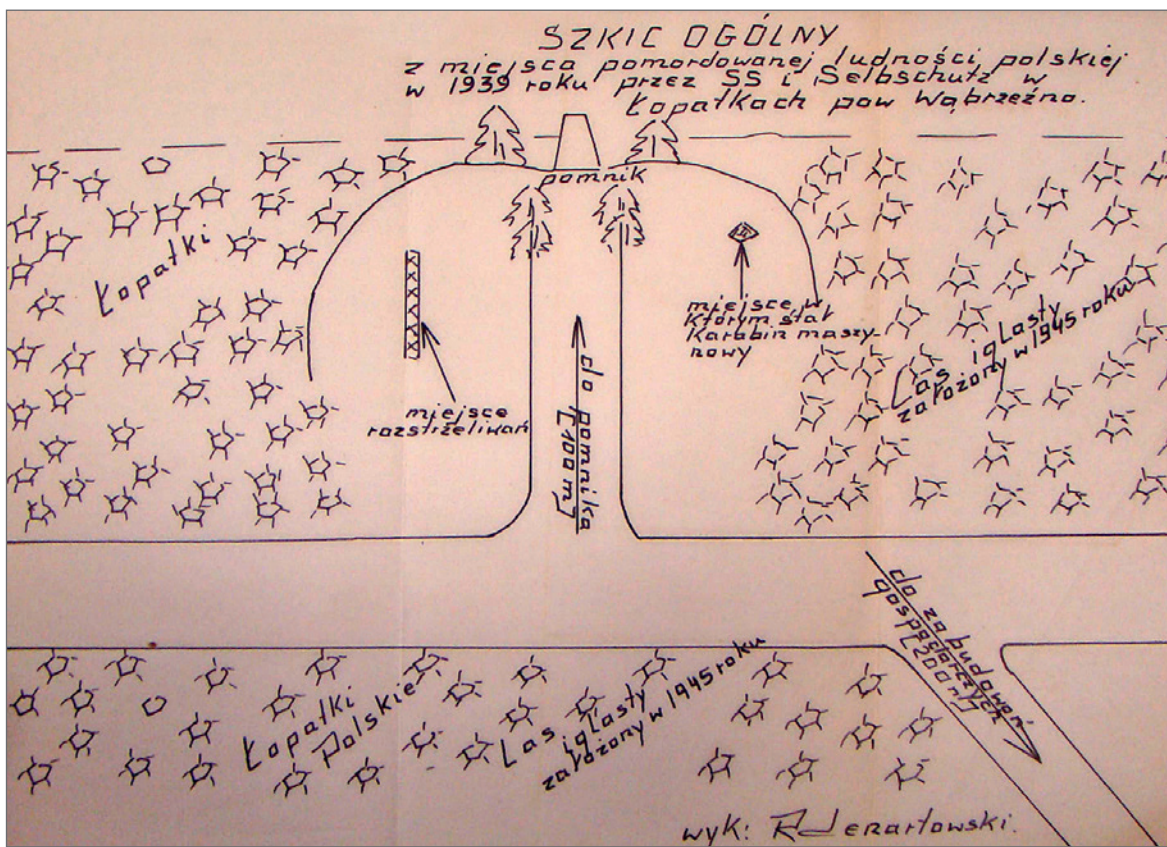 SZKIC OGÓLNY
z miejsca pomordowanej ludności polskiej
w 1939 roku przez SS i Selbschutz w
Łopatkach pow Wąbrzeźno.
pomnik
Łopatki
miejsce w
którym stał
karabin maszy-
nowy
Las iglasty
założony w 1945 roku
miejsce
rozstrzeliwań
do pomnika
[100 m]
do zabudowań
gospodarczych
[200 m]
Łopatki
Polskie
Las iglasty
założony w 1945 roku
wyk: